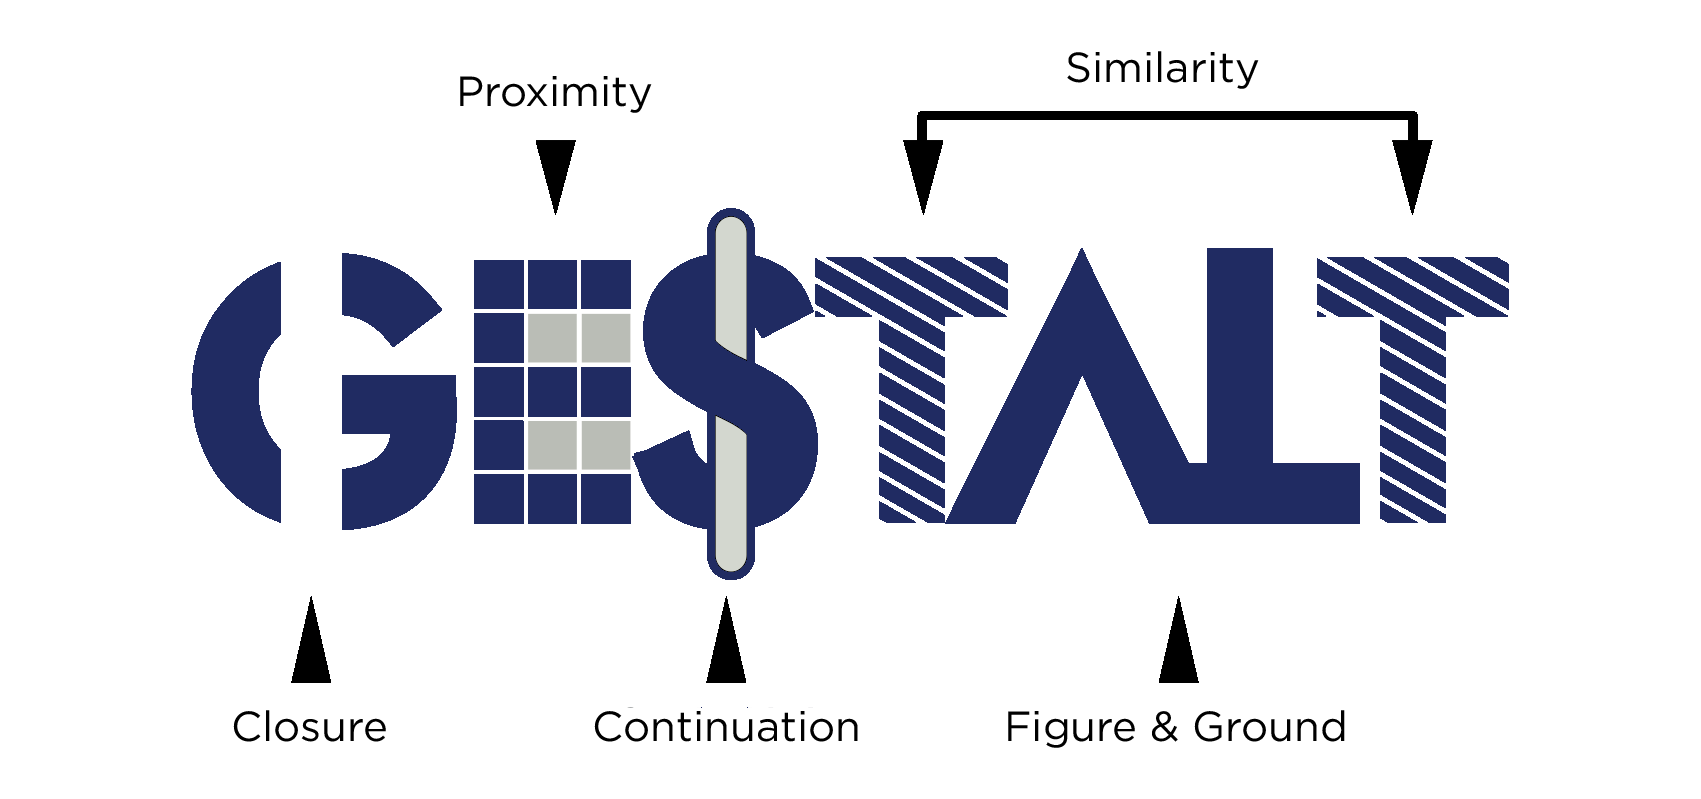 Similarity
Proximity
GESTALT
Closure
Continuation
Figure & Ground